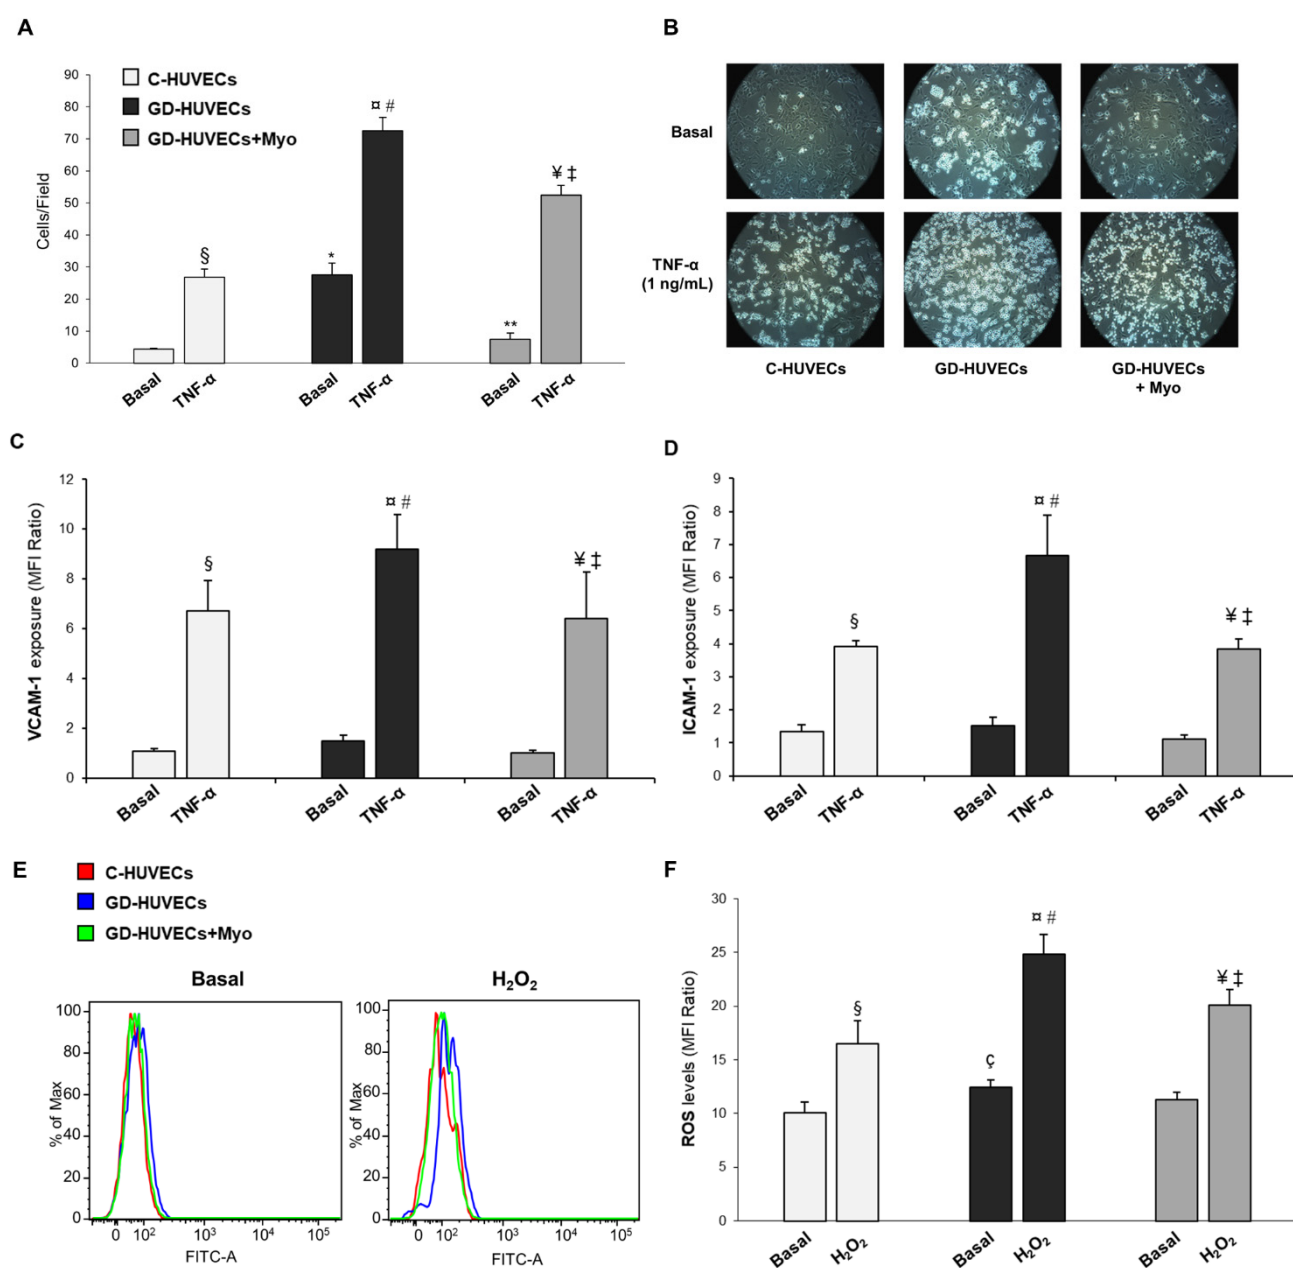 A
C-HUVECs
GD-HUVECs
GD-HUVECs+Myo
Cells/Field
90
80
70
60
50
40
30
20
10
0
§
*
¤ #
**
¥ ‡
Basal
TNF-α
Basal
TNF-α
Basal
TNF-α
B
Basal
TNF-α
(1 ng/mL)
C-HUVECs
GD-HUVECs
GD-HUVECs
+ Myo
C
VCAM-1 exposure (MFI Ratio)
12
10
8
6
4
2
0
§
¤ #
¥ ‡
Basal
TNF-α
Basal
TNF-α
Basal
TNF-α
D
ICAM-1 exposure (MFI Ratio)
9
8
7
6
5
4
3
2
1
0
§
¤ #
¥ ‡
Basal
TNF-α
Basal
TNF-α
Basal
TNF-α
E
C-HUVECs
GD-HUVECs
GD-HUVECs+Myo
Basal
% of Max
100
80
60
40
20
0
0 10² 10³ 10⁴ 10⁵
FITC-A
H₂O₂
% of Max
100
80
60
40
20
0
0 10² 10³ 10⁴ 10⁵
FITC-A
F
ROS levels (MFI Ratio)
30
25
20
15
10
5
0
§
ç
¤ #
¥ ‡
Basal
H₂O₂
Basal
H₂O₂
Basal
H₂O₂